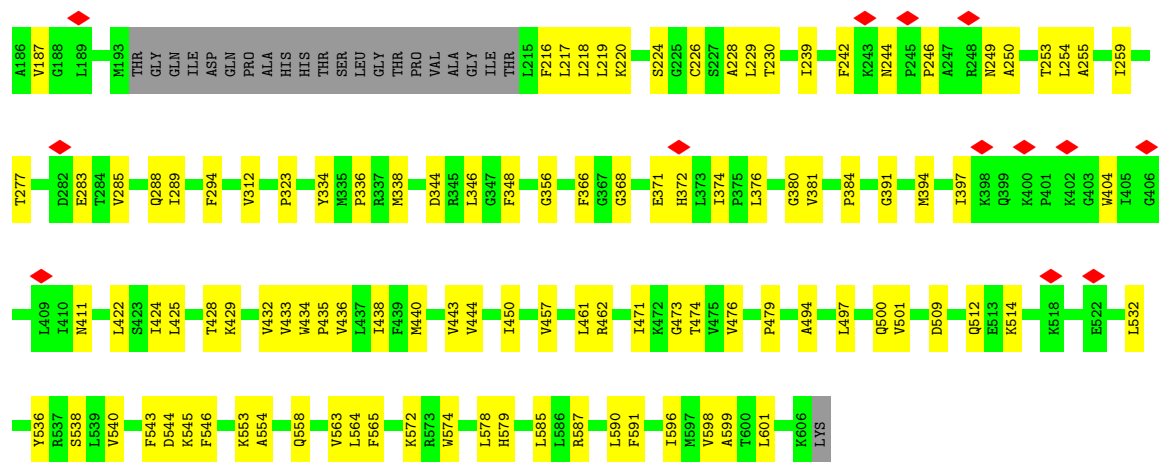 A186 V187 G188 L189 M193 THR GLY GLN ILE ASP GLN PRO ALA HIS HIS THR SER LEU GLY THR PRO VAL ALA GLY ILE THR L215 F216 L217 L218 L219 K220 S224 G225 C226 S227 A228 L229 T230 I239 F242 K243 N244 P245 P246 A247 R248 N249 A250 T253 L254 A255 I259
T277 D282 E283 T284 V285 Q288 I289 F294 V312 P323 Y334 M335 P336 R337 M338 D344 R345 L346 G347 F348 G356 F366 G367 G368 E371 H372 L373 I374 P375 L376 G380 V381 P384 G391 M394 I397 K398 Q399 K400 P401 K402 G403 W404 I405 G406
L409 I410 N411 L422 S423 I424 L425 T428 K429 V432 V433 W434 P435 V436 L437 I438 F439 M440 V443 V444 I450 V457 L461 R462 I471 K472 G473 T474 V475 V476 P479 A494 L497 Q500 V501 D509 Q512 E513 K514 K518 E522 L532
Y536 R537 S538 L539 V540 F543 D544 K545 F546 K553 A554 Q558 V563 L564 F565 K572 R573 W574 L578 H579 L585 L586 R587 L590 F591 I596 M597 V598 A599 T600 L601 K606 LYS